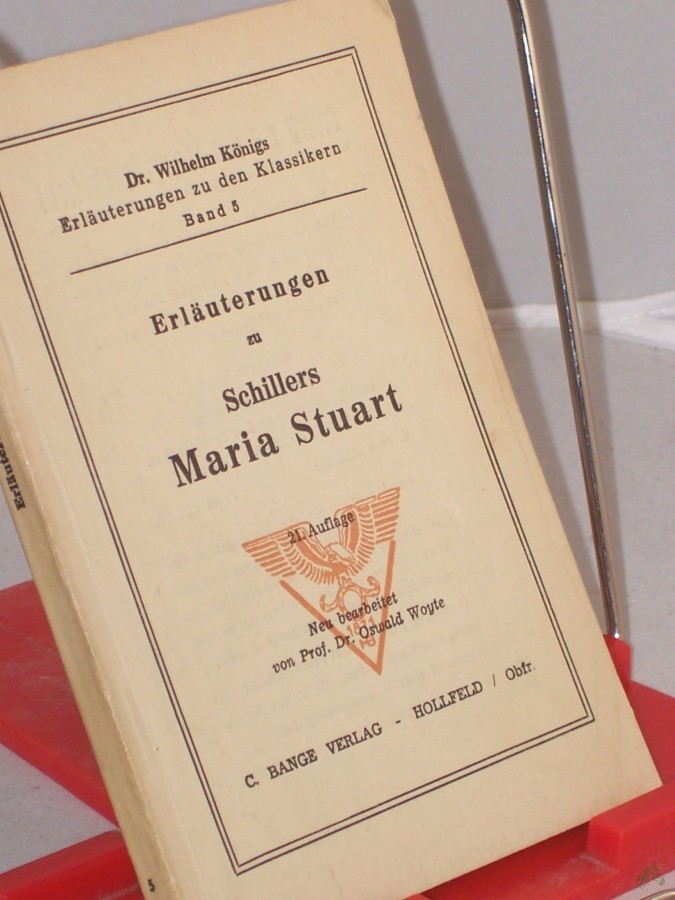 Dr. Wilhelm Königs
Erläuterungen zu den Klassikern
Band 5
Erläuterungen
zu
Schillers
Maria Stuart
21. Auflage
Neu bearbeitet
von Prof. Dr. Oswald Woyte
1871
C. BANGE VERLAG - HOLLFELD / Obfr.
Erläuter
5